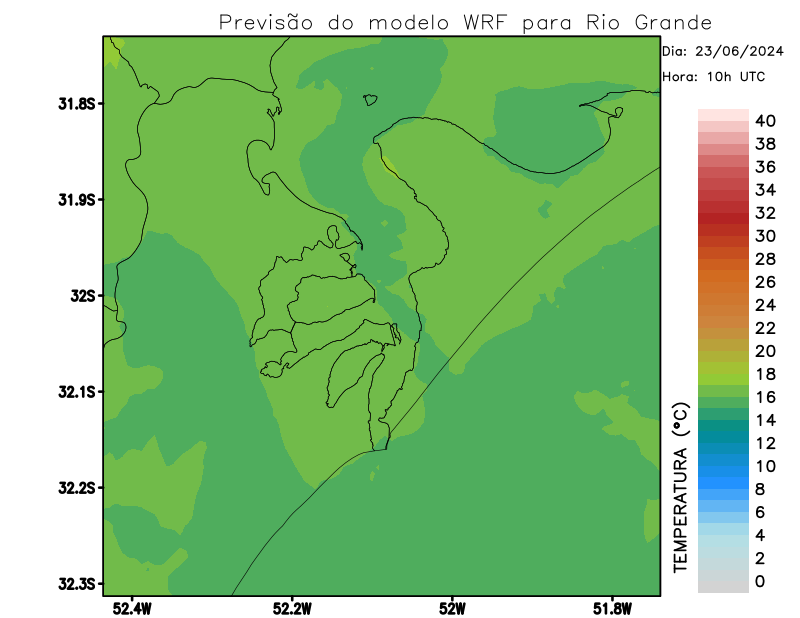 Previsão do modelo WRF para Rio Grande
Dia: 23/06/2024
Hora: 10h UTC
31.8S
31.9S
32S
32.1S
32.2S
32.3S
52.4W
52.2W
52W
51.8W
TEMPERATURA (°C)
40
38
36
34
32
30
28
26
24
22
20
18
16
14
12
10
8
6
4
2
0